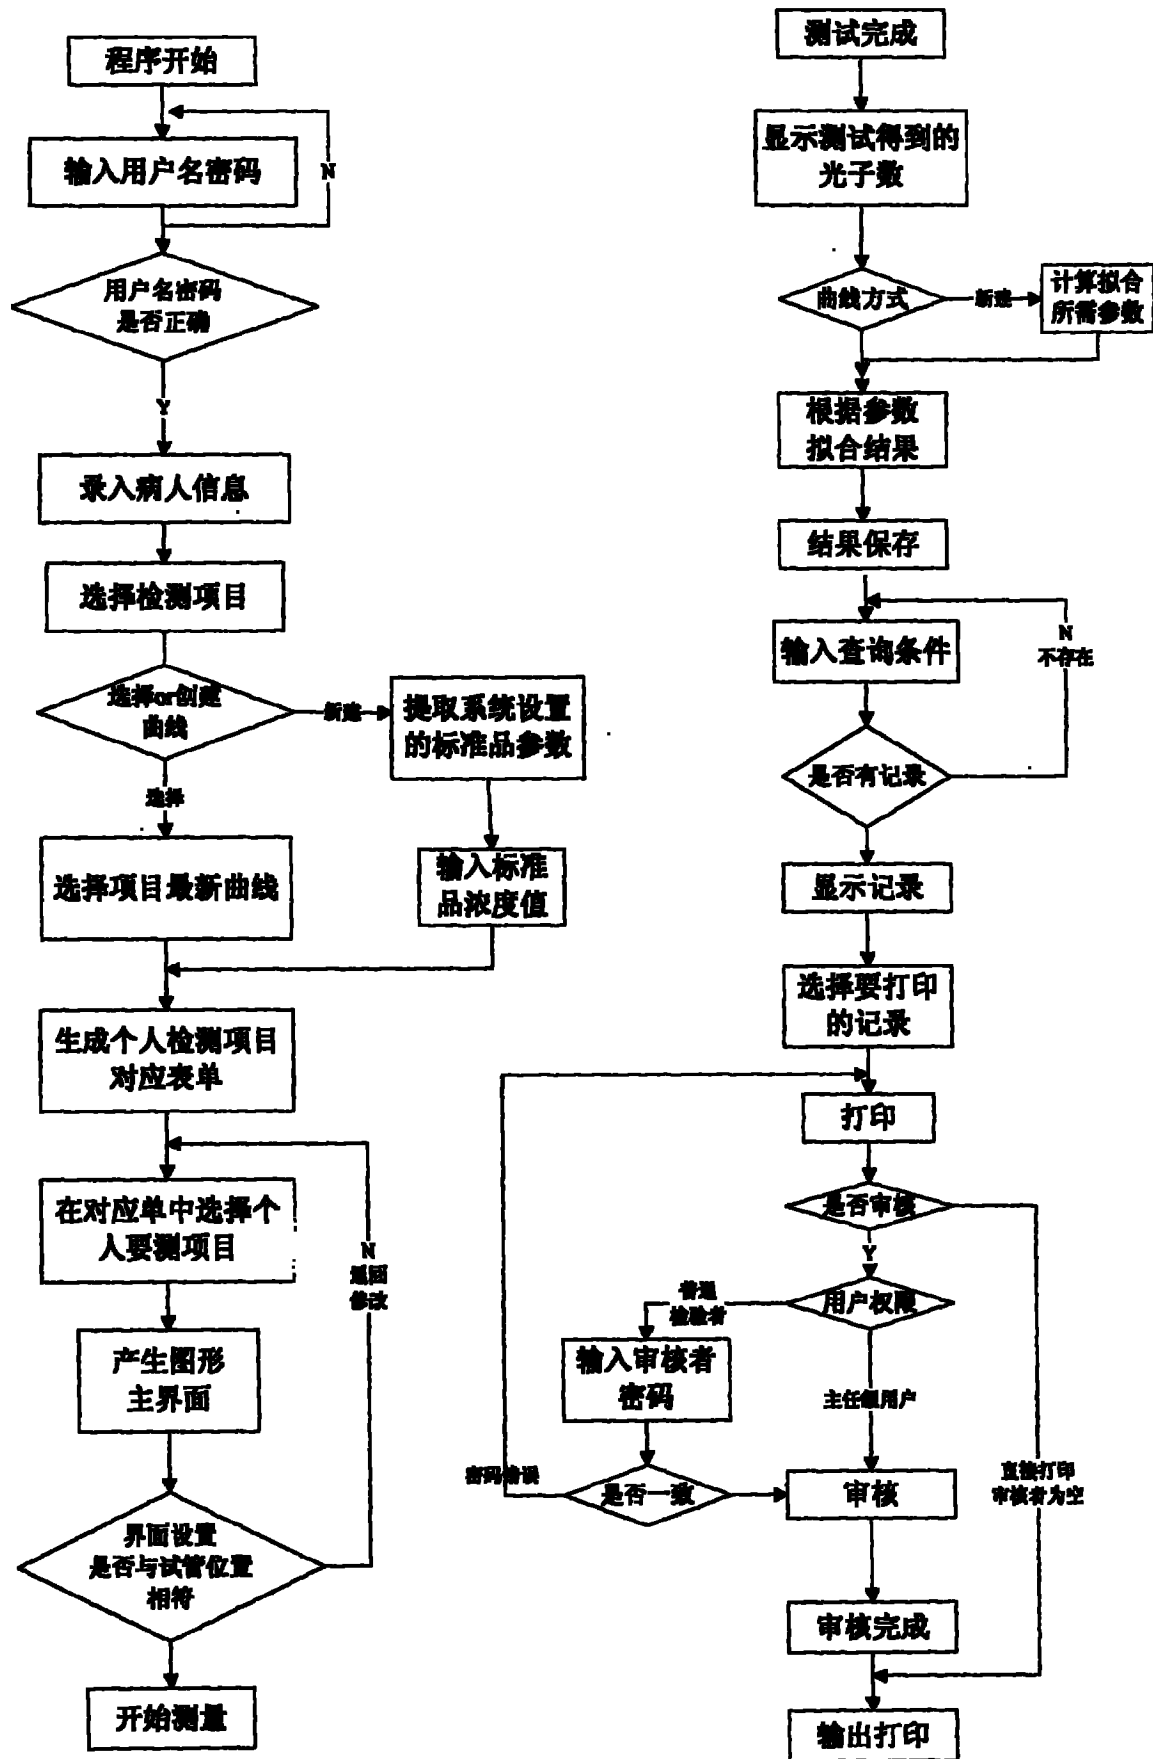 程序开始
输入用户名密码
N
用户名密码
是否正确
Y
录入病人信息
选择检测项目
选择or创建
曲线
新建
提取系统设置
的标准品参数
选择
选择项目最新曲线
输入标准
品浓度值
生成个人检测项目
对应表单
在对应单中选择个
人要测项目
N
返回
修改
产生图形
主界面
界面设置
是否与试管位置
相符
开始测量
测试完成
显示测试得到的
光子数
曲线方式
新建
计算拟合
所需参数
根据参数
拟合结果
结果保存
输入查询条件
N
不存在
是否有记录
显示记录
选择要打印
的记录
打印
是否审核
Y
用户权限
普通
检验者
输入审核者
密码
主任组用户
密码错误
是否一致
审核
直接打印
审核者为空
审核完成
输出打印